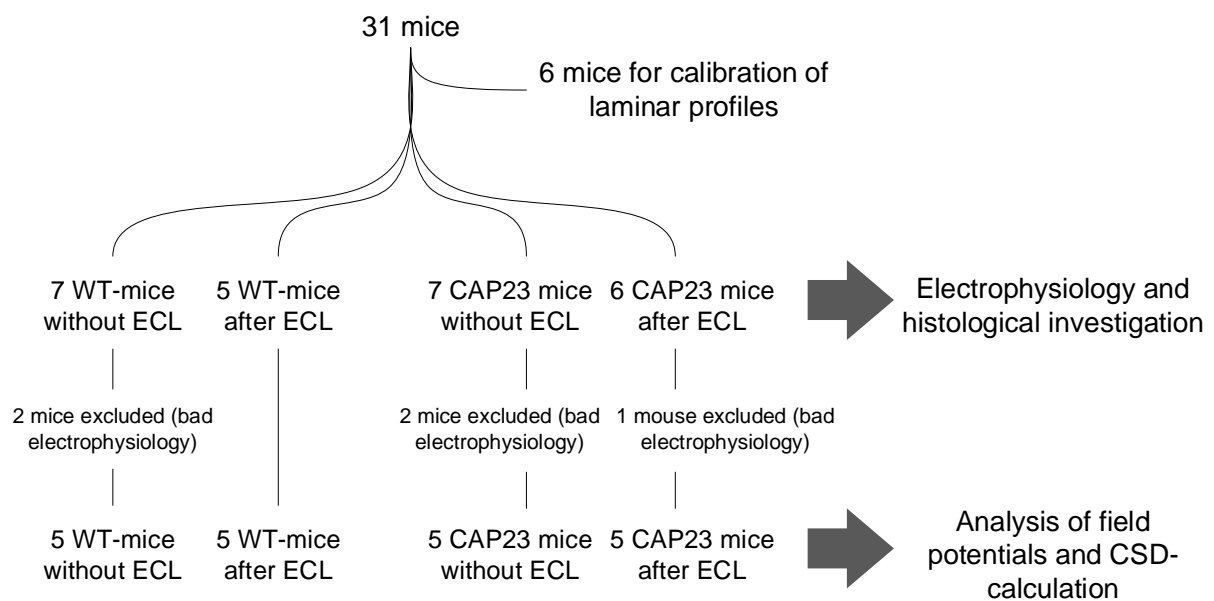 31 mice
6 mice for calibration of
laminar profiles
7 WT-mice
without ECL
5 WT-mice
after ECL
7 CAP23 mice
without ECL
6 CAP23 mice
after ECL
Electrophysiology and
histological investigation
2 mice excluded (bad
electrophysiology)
2 mice excluded (bad
electrophysiology)
1 mouse excluded (bad
electrophysiology)
5 WT-mice
without ECL
5 WT-mice
after ECL
5 CAP23 mice
without ECL
5 CAP23 mice
after ECL
Analysis of field
potentials and CSD-
calculation